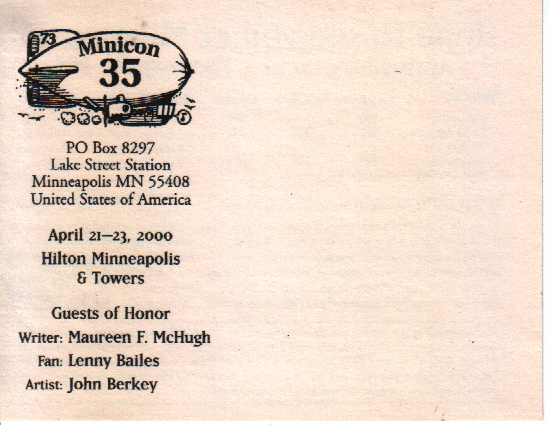 73
Minicon
35
PO Box 8297
Lake Street Station
Minneapolis MN 55408
United States of America
April 21–23, 2000
Hilton Minneapolis
& Towers
Guests of Honor
Writer: Maureen F. McHugh
Fan: Lenny Bailes
Artist: John Berkey